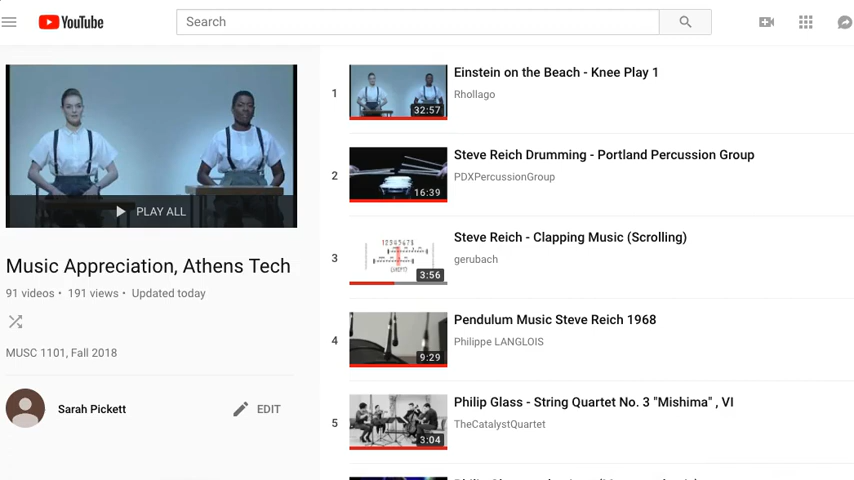 YouTube
Search
PLAY ALL
Music Appreciation, Athens Tech
91 videos • 191 views • Updated today
MUSC 1101, Fall 2018
Sarah Pickett
EDIT
1
32:57
Einstein on the Beach - Knee Play 1
Rhollago
2
16:39
Steve Reich Drumming - Portland Percussion Group
PDXPercussionGroup
3
3:56
Steve Reich - Clapping Music (Scrolling)
gerubach
4
9:29
Pendulum Music Steve Reich 1968
Philippe LANGLOIS
5
3:04
Philip Glass - String Quartet No. 3 "Mishima" , VI
TheCatalystQuartet